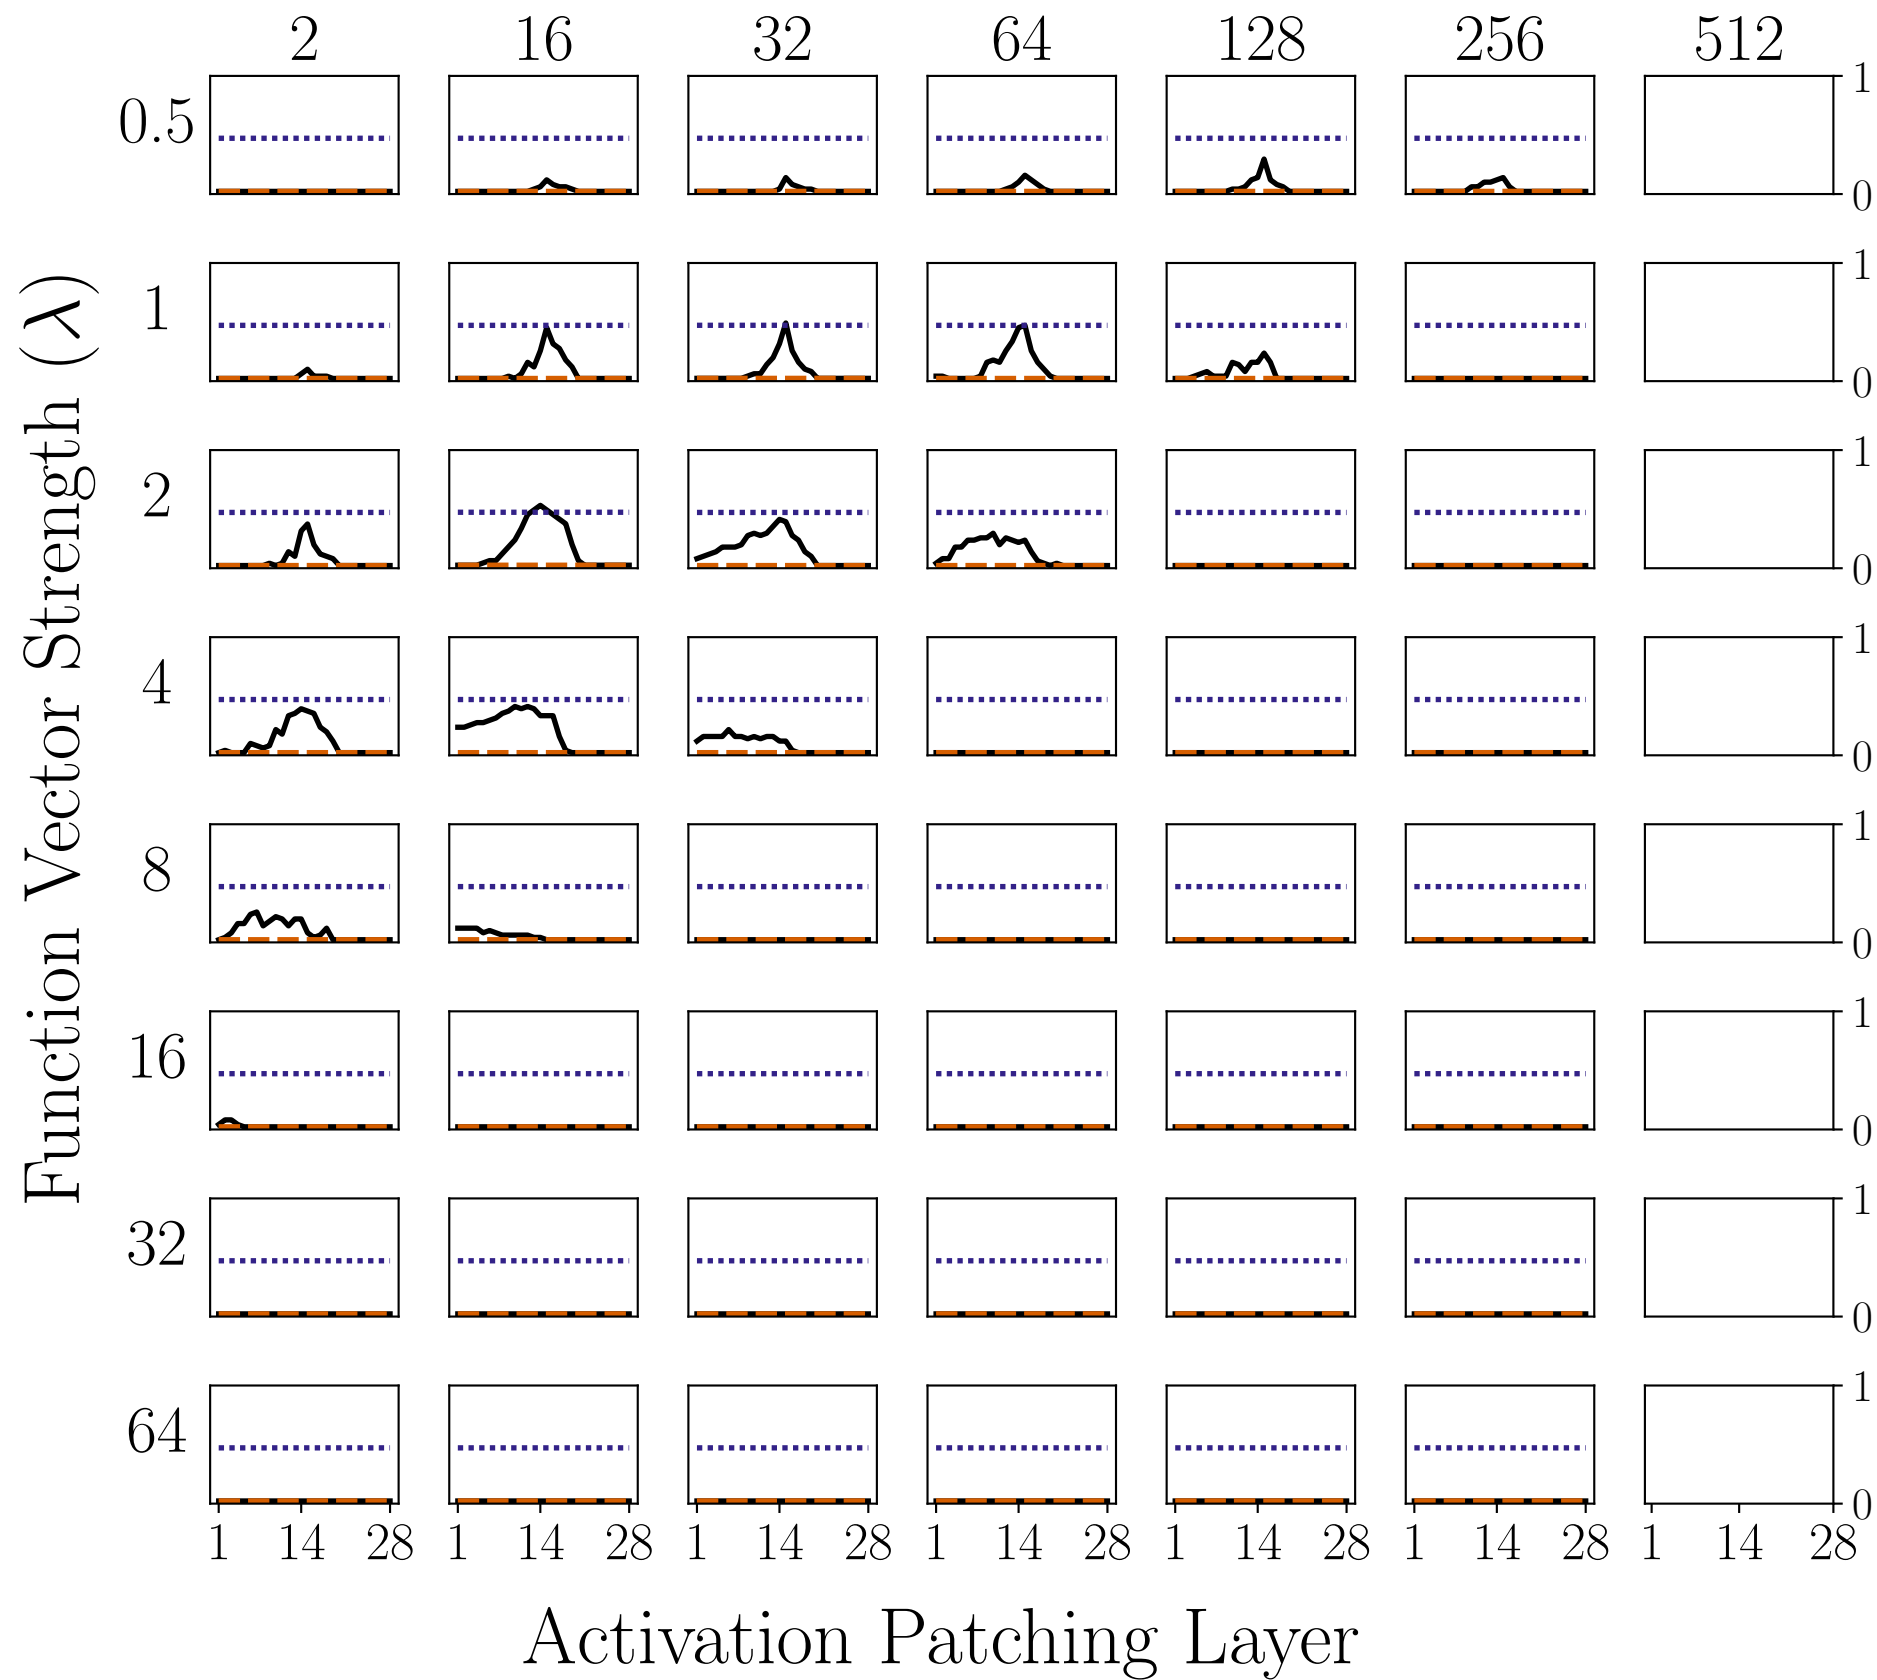 2 16 32 64 128 256 512
0.5 1 0
1 1 0
2 1 0
4 1 0
8 1 0
16 1 0
32 1 0
64 1 0
1 14 28 1 14 28 1 14 28 1 14 28 1 14 28 1 14 28 1 14 28
Function Vector Strength (λ)
Activation Patching Layer